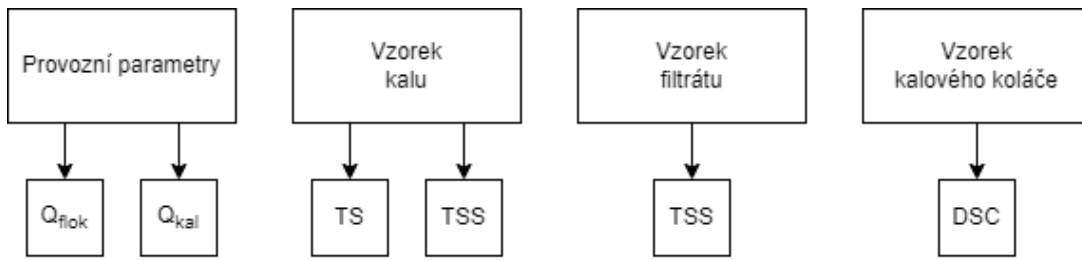 Provozní parametry
Vzorek
kalu
Vzorek
filtrátu
Vzorek
kalového koláče
Qflok
Qkal
TS
TSS
TSS
DSC